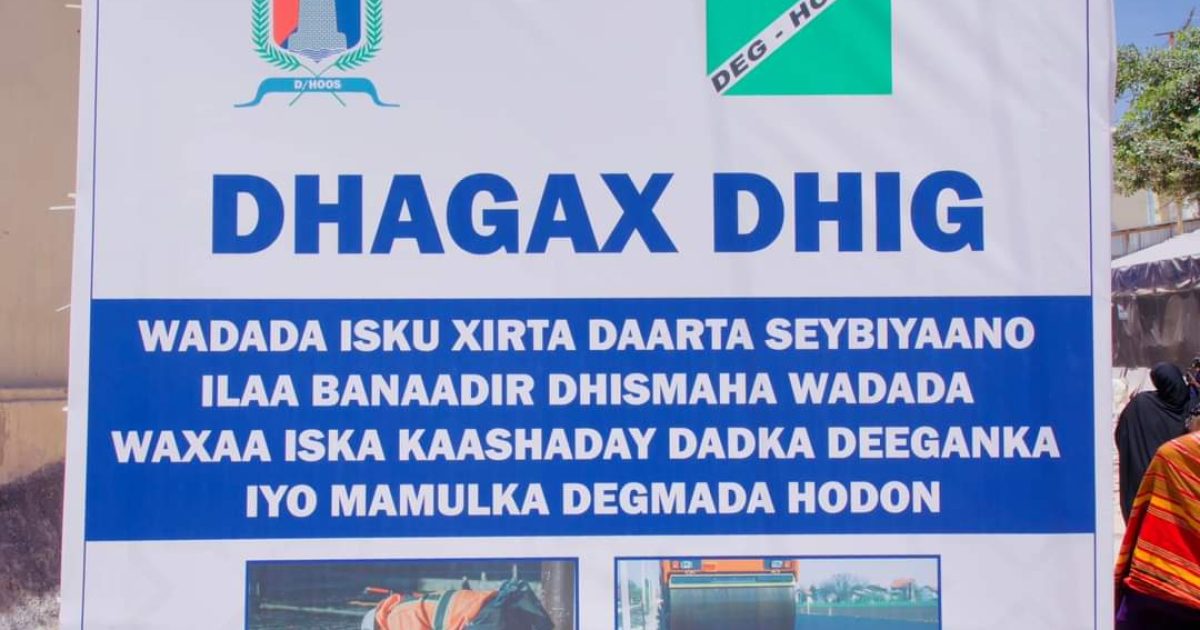 D/HOOS
DEG - HO
DHAGAX DHIG
WADADA ISKU XIRTA DAARTA SEYBIYAANO
ILAA BANAADIR DHISMAHA WADADA
WAXAA ISKA KAASHADAY DADKA DEEGANKA
IYO MAMULKA DEGMADA HODON